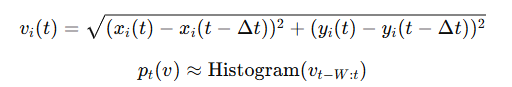 v_i(t) = √((x_i(t) − x_i(t − Δt))² + (y_i(t) − y_i(t − Δt))²
p_t(v) ≈ Histogram(v_{t−W:t})